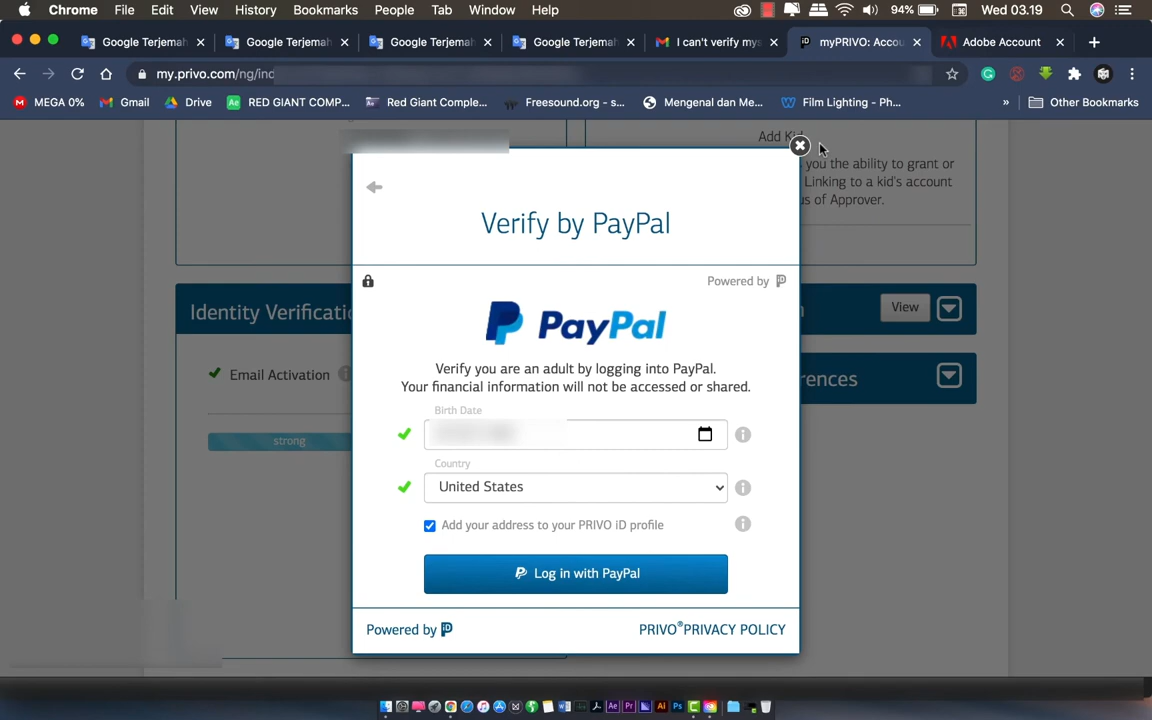 Chrome File Edit View History Bookmarks People Tab Window Help 94% Wed 03.19
Google Terjemah Google Terjemah Google Terjemah Google Terjemah I can't verify mys myPRIVO: Accou Adobe Account
my.privo.com/ng/ind
MEGA 0% Gmail Drive RED GIANT COMP... Red Giant Comple... Freesound.org - s... Mengenal dan Me... Film Lighting - Ph... » Other Bookmarks
Add Kid
you the ability to grant or
Linking to a kid's account
us of Approver.
Verify by PayPal
Powered by
PayPal
Verify you are an adult by logging into PayPal.
Your financial information will not be accessed or shared.
Birth Date
Country
United States
Add your address to your PRIVO iD profile
Log in with PayPal
Powered by iD
PRIVO®PRIVACY POLICY
Identity Verificatio
View
Email Activation
erences
strong